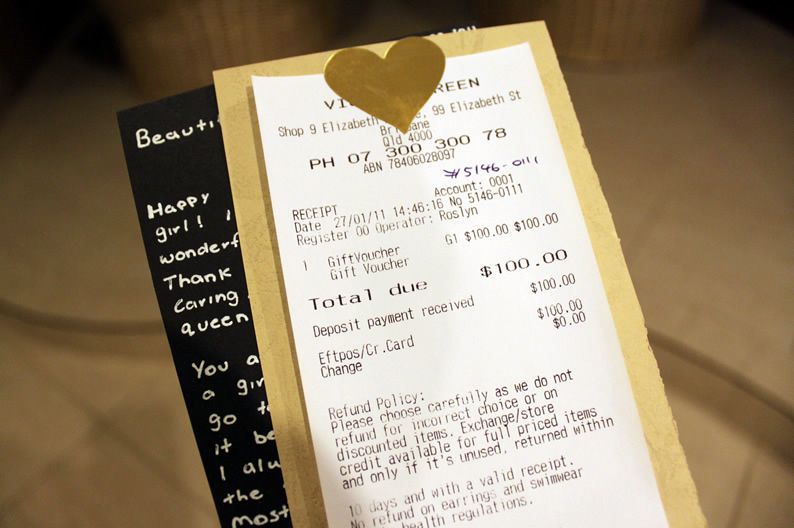 Beauti
Happy
girl! I
wonderf
Thank
caring
queen
You a
a gir
go t
it be
I alw
the
most
VI REEN
Shop 9 Elizabeth e, 99 Elizabeth St
Brisbane
Qld 4000
PH 07 300 300 78
ABN 78406028097
#5146-0111
Account: 0001
RECEIPT
Date 27/01/11 14:46:16 No 5146-0111
Register 00 Operator: Roslyn
1 GiftVoucher G1 $100.00 $100.00
Gift Voucher
Total due $100.00
Deposit payment received $100.00
Eftpos/Cr.Card $100.00
Change $0.00
Refund Policy:
Please choose carefully as we do not
refund for incorrect choice or on
discounted items. Exchange/store
credit available for full priced items
and only if it's unused, returned within
10 days and with a valid receipt.
No refund on earrings and swimwear
health regulations.